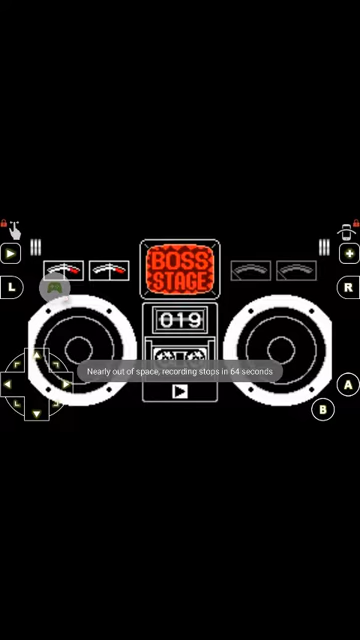 BOSS
STAGE
L
R
019
Nearly out of space, recording stops in 64 seconds
A
B